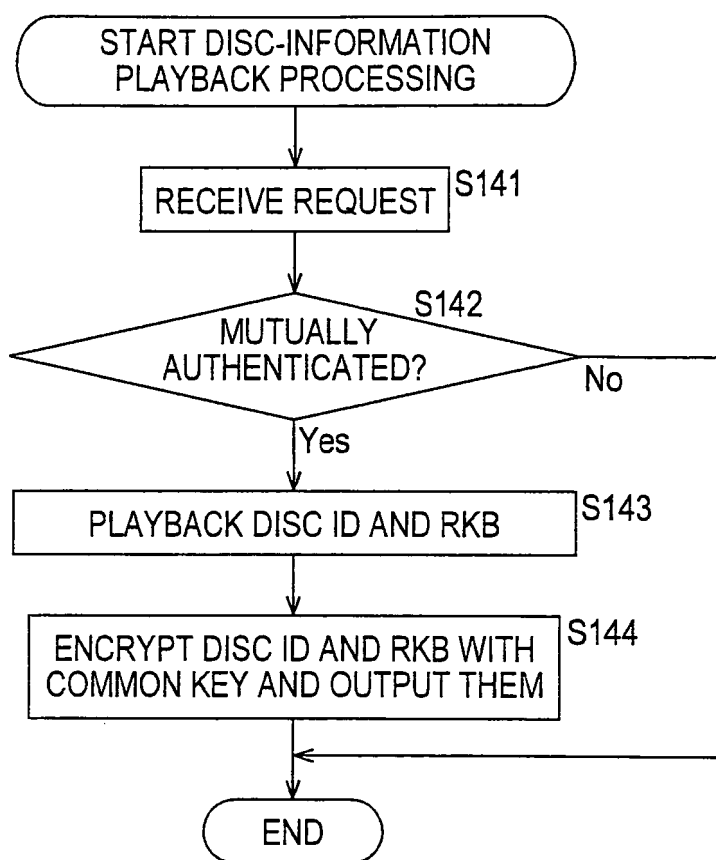 START DISC-INFORMATION
PLAYBACK PROCESSING
S141
RECEIVE REQUEST
S142
MUTUALLY
AUTHENTICATED?
No
Yes
S143
PLAYBACK DISC ID AND RKB
S144
ENCRYPT DISC ID AND RKB WITH
COMMON KEY AND OUTPUT THEM
END